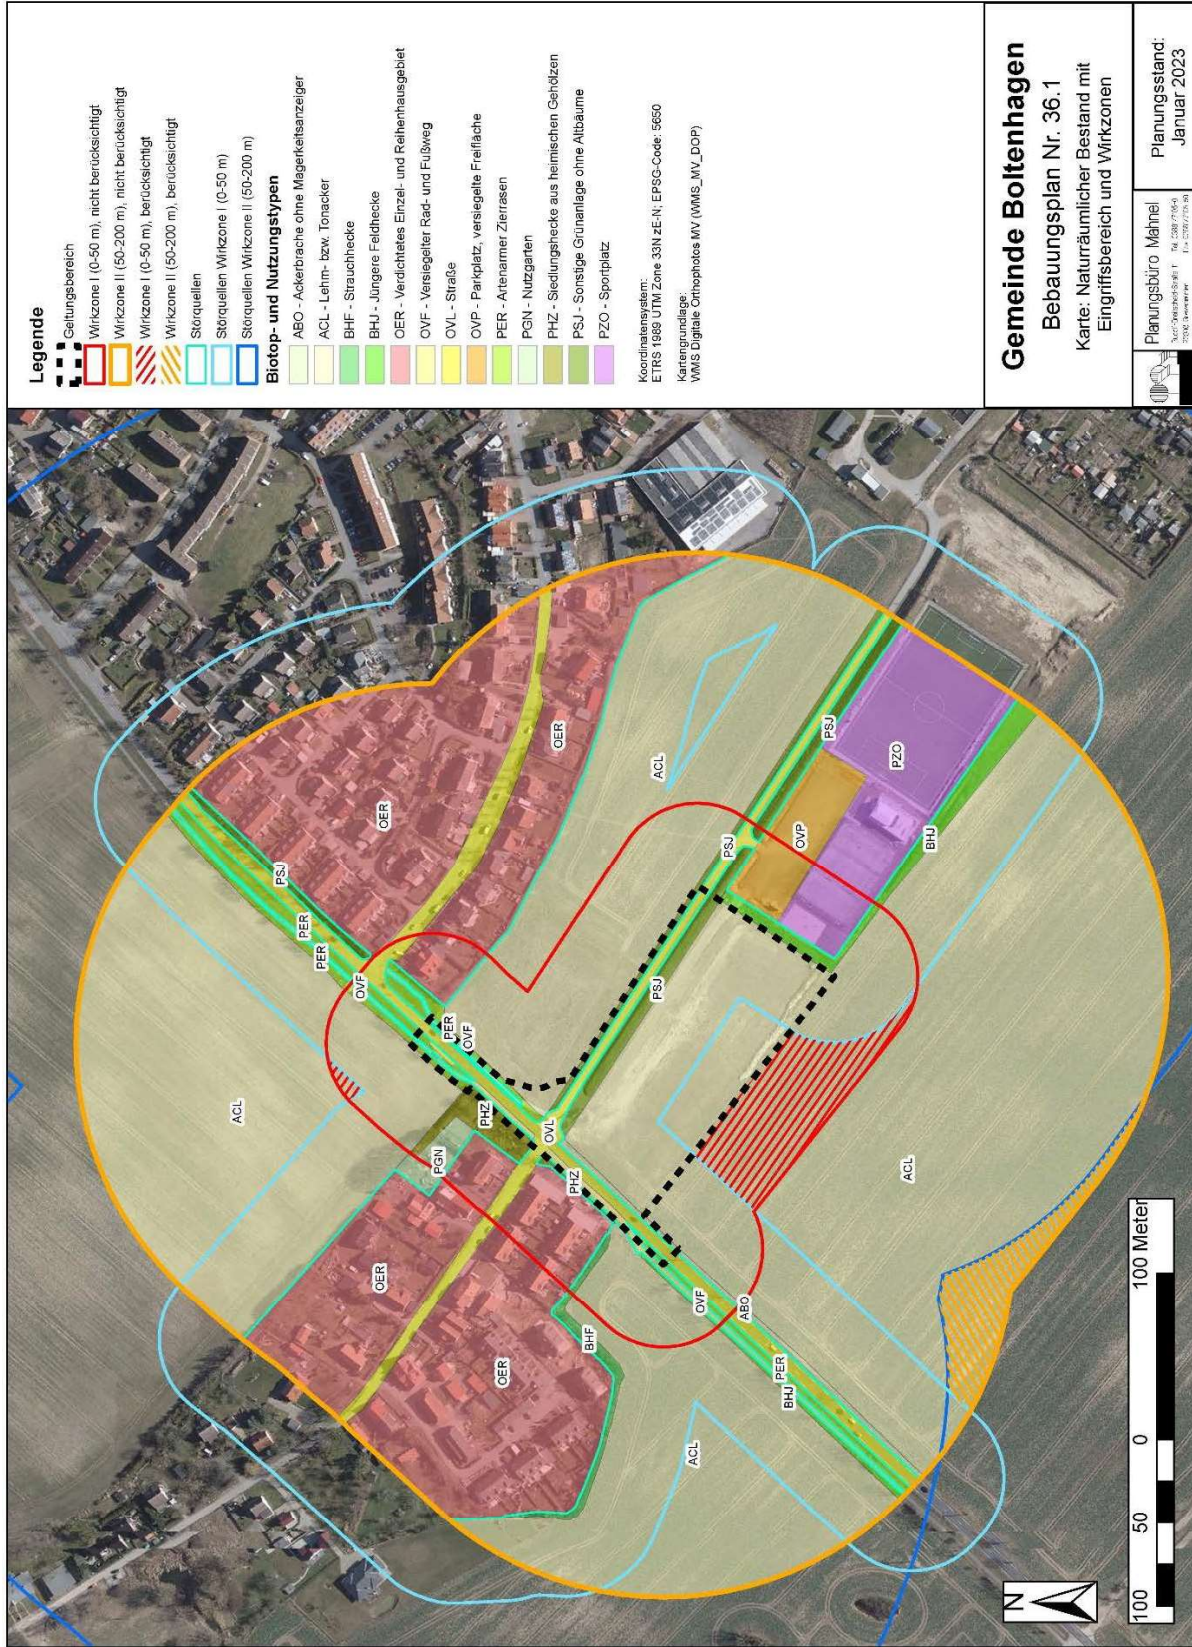 Legende
Geltungsbereich
Wirkzone I (0-50 m), nicht berücksichtigt
Wirkzone II (50-200 m), nicht berücksichtigt
Wirkzone I (0-50 m), berücksichtigt
Wirkzone II (50-200 m), berücksichtigt
Störquellen
Störquellen Wirkzone I (0-50 m)
Störquellen Wirkzone II (50-200 m)
Biotop- und Nutzungstypen
ABO - Ackerbrache ohne Magerkeitsanzeiger
ACL - Lehm- bzw. Tonacker
BHF - Strauchhecke
BHJ - Jüngere Feldhecke
OER - Verdichtetes Einzel- und Reihenhausgebiet
OVF - Versiegelter Rad- und Fußweg
OVL - Straße
OVP - Parkplatz, versiegelte Freifläche
PER - Artenarmer Zierrasen
PGN - Nutzgarten
PHZ - Siedlungshecke aus heimischen Gehölzen
PSJ - Sonstige Grünanlage ohne Altbäume
PZO - Sportplatz
Koordinatensystem:
ETRS 1989 UTM Zone 33N zE-N; EPSG-Code: 5650
Kartengrundlage:
WMS Digitale Orthophotos MV (WMS_MV_DOP)
Gemeinde Boltenhagen
Bebauungsplan Nr. 36.1
Karte: Naturräumlicher Bestand mit
Eingriffsbereich und Wirkzonen
Planungsbüro Mahnel
Planungsstand:
Januar 2023
ACL
OER
OER
PSJ
PER
PER
OVF
OER
PER
OVF
ACL
PHZ
PGN
OVL
PHZ
PSJ
PSJ
PSJ
OVP
PZO
BHJ
OER
OER
BHF
OVF
ABO
PER
BHJ
ACL
ACL
N
100 50 0 100 Meter